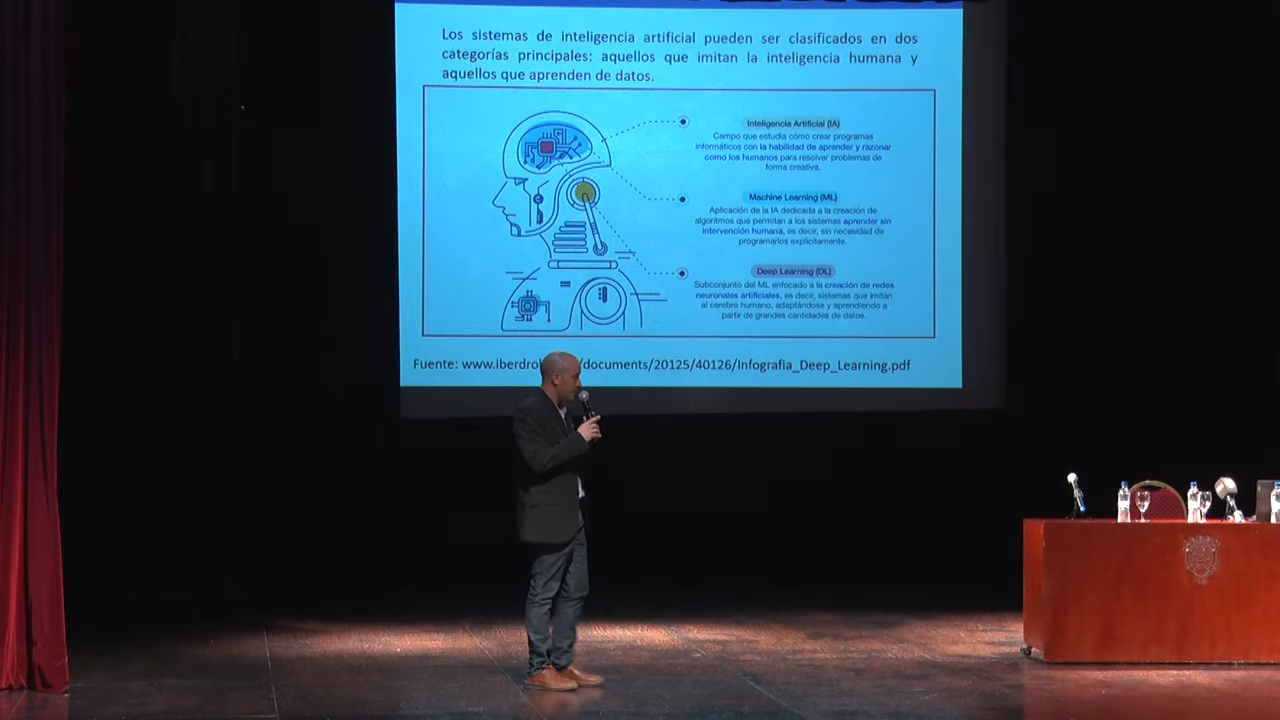 Los sistemas de inteligencia artificial pueden ser clasificados en dos
categorías principales: aquellos que imitan la inteligencia humana y
aquellos que aprenden de datos.
Inteligencia Artificial (IA)
Campo que estudia cómo crear programas
informáticos con la habilidad de aprender y razonar
como los humanos para resolver problemas de
forma creativa.
Machine Learning (ML)
Aplicación de la IA dedicada a la creación de
algoritmos que permitan a los sistemas aprender sin
intervención humana, es decir, sin necesidad de
programarlos explícitamente.
Deep Learning (DL)
Subconjunto del ML enfocado a la creación de redes
neuronales artificiales, es decir, sistemas que imitan
al cerebro humano, adaptándose y aprendiendo a
partir de grandes cantidades de datos.
Fuente: www.iberdro /documents/20125/40126/Infografia_Deep_Learning.pdf